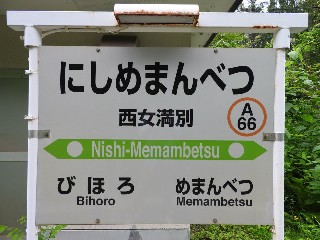 にしめまんべつ
西女満別
A
66
Nishi-Memambetsu
びほろ めまんべつ
Bihoro Memambetsu